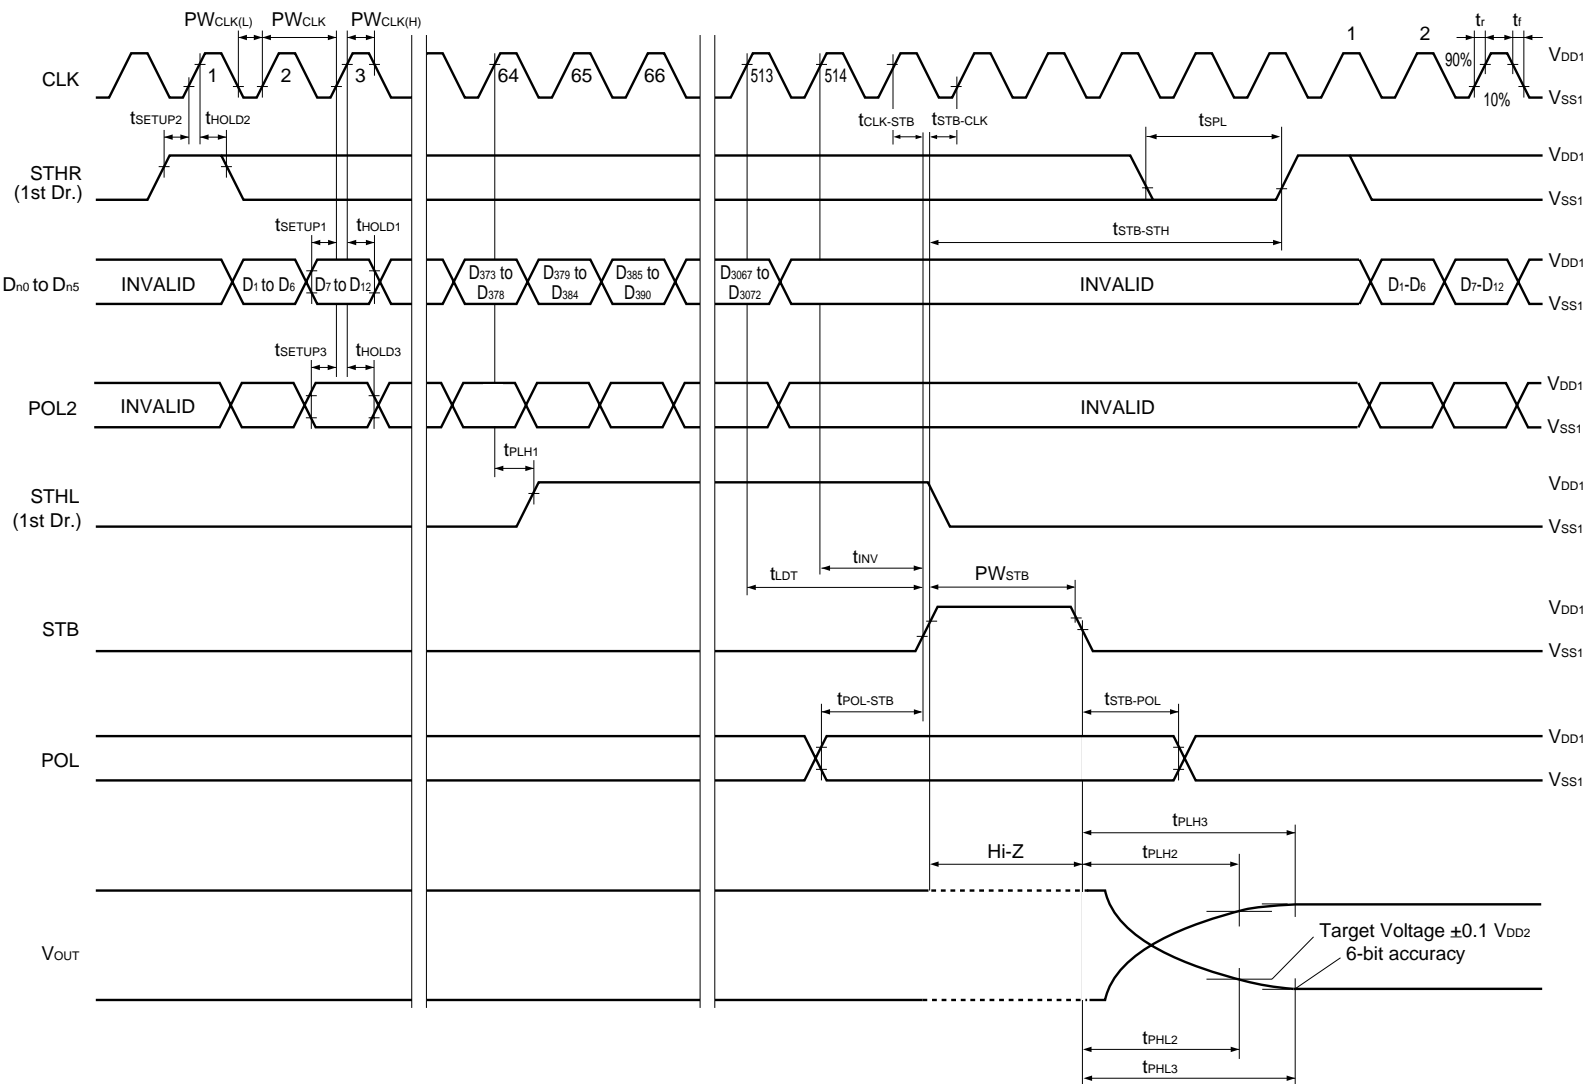 PWCLK(L) PWCLK PWCLK(H) 1 2 tr tf
CLK 1 2 3 64 65 66 513 514 90% 10% VDD1
VSS1
tSETUP2 tHOLD2 tCLK-STB tSTB-CLK tSPL
STHR VDD1
(1st Dr.) VSS1
tSETUP1 tHOLD1 tSTB-STH
Dn0 to Dn5 INVALID D1 to D6 D7 to D12 D373 to D378 D379 to D384 D385 to D390 D3067 to D3072 INVALID D1-D6 D7-D12 VDD1
VSS1
tSETUP3 tHOLD3
POL2 INVALID INVALID VDD1
VSS1
tPLH1
STHL VDD1
(1st Dr.) VSS1
tINV
tLDT PWSTB
STB VDD1
VSS1
tPOL-STB tSTB-POL
POL VDD1
VSS1
tPLH3
Hi-Z tPLH2
VOUT
Target Voltage ±0.1 VDD2
6-bit accuracy
tPHL2
tPHL3